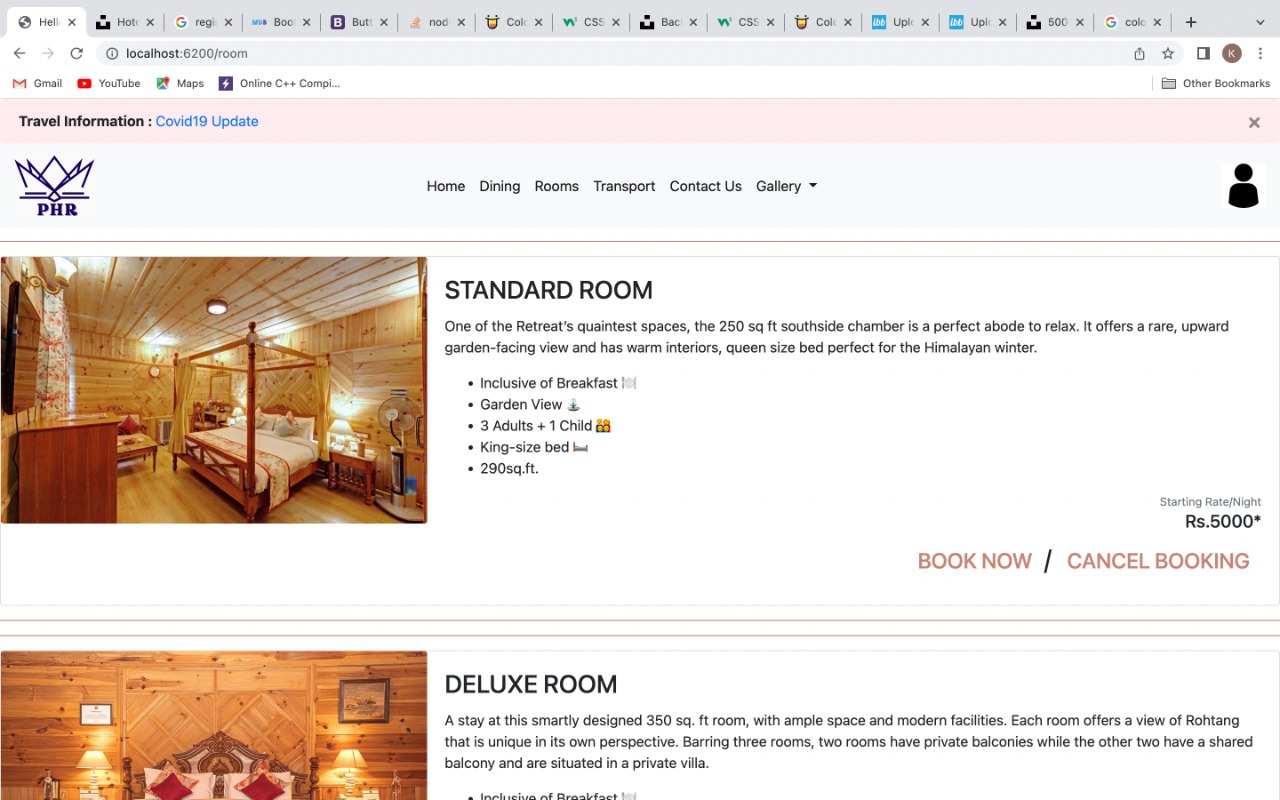 Hello
Hote
regi
Boo
Butt
nod
Colo
CSS
Bac
CSS
Colo
Uplo
Uplo
500
colo
localhost:6200/room
K
Gmail
YouTube
Maps
Online C++ Compi...
Other Bookmarks
Travel Information : Covid19 Update
×
PHR
Home Dining Rooms Transport Contact Us Gallery
STANDARD ROOM
One of the Retreat’s quaintest spaces, the 250 sq ft southside chamber is a perfect abode to relax. It offers a rare, upward
garden-facing view and has warm interiors, queen size bed perfect for the Himalayan winter.
• Inclusive of Breakfast 🍽️
• Garden View ⛲
• 3 Adults + 1 Child 👨‍👩‍👧‍👦
• King-size bed 🛏️
• 290sq.ft.
Starting Rate/Night
Rs.5000*
BOOK NOW / CANCEL BOOKING
DELUXE ROOM
A stay at this smartly designed 350 sq. ft room, with ample space and modern facilities. Each room offers a view of Rohtang
that is unique in its own perspective. Barring three rooms, two rooms have private balconies while the other two have a shared
balcony and are situated in a private villa.
• Inclusive of Breakfast 🍽️